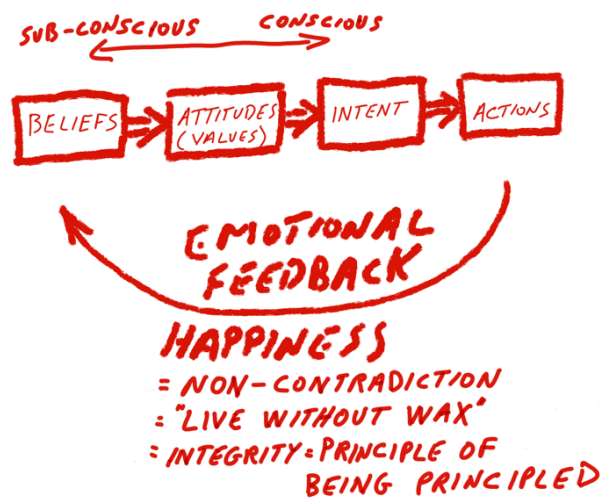 SUB-CONSCIOUS CONSCIOUS
BELIEFS ATTITUDES INTENT ACTIONS
(VALUES)
EMOTIONAL
FEEDBACK
HAPPINESS
= NON-CONTRADICTION
= "LIVE WITHOUT WAX"
= INTEGRITY = PRINCIPLE OF
BEING PRINCIPLED